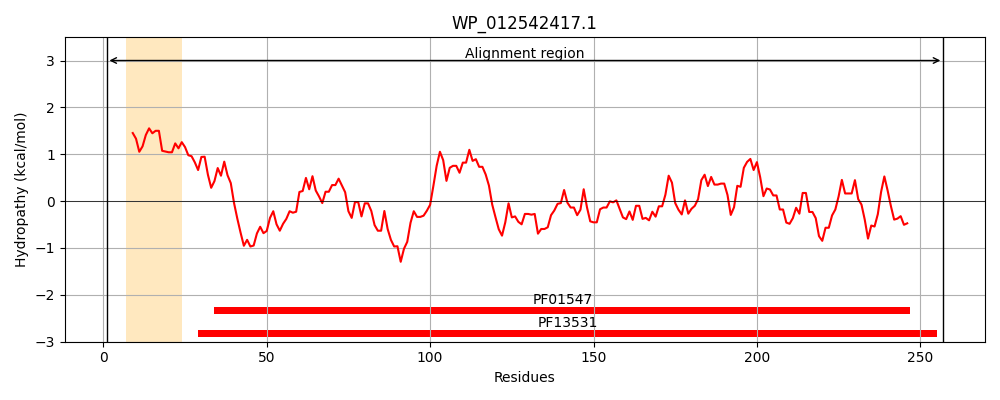 WP_012542417.1
Alignment region
Hydropathy (kcal/mol)
3
2
1
0
−1
−2
−3
PF01547
PF13531
0
50
100
150
200
250
Residues